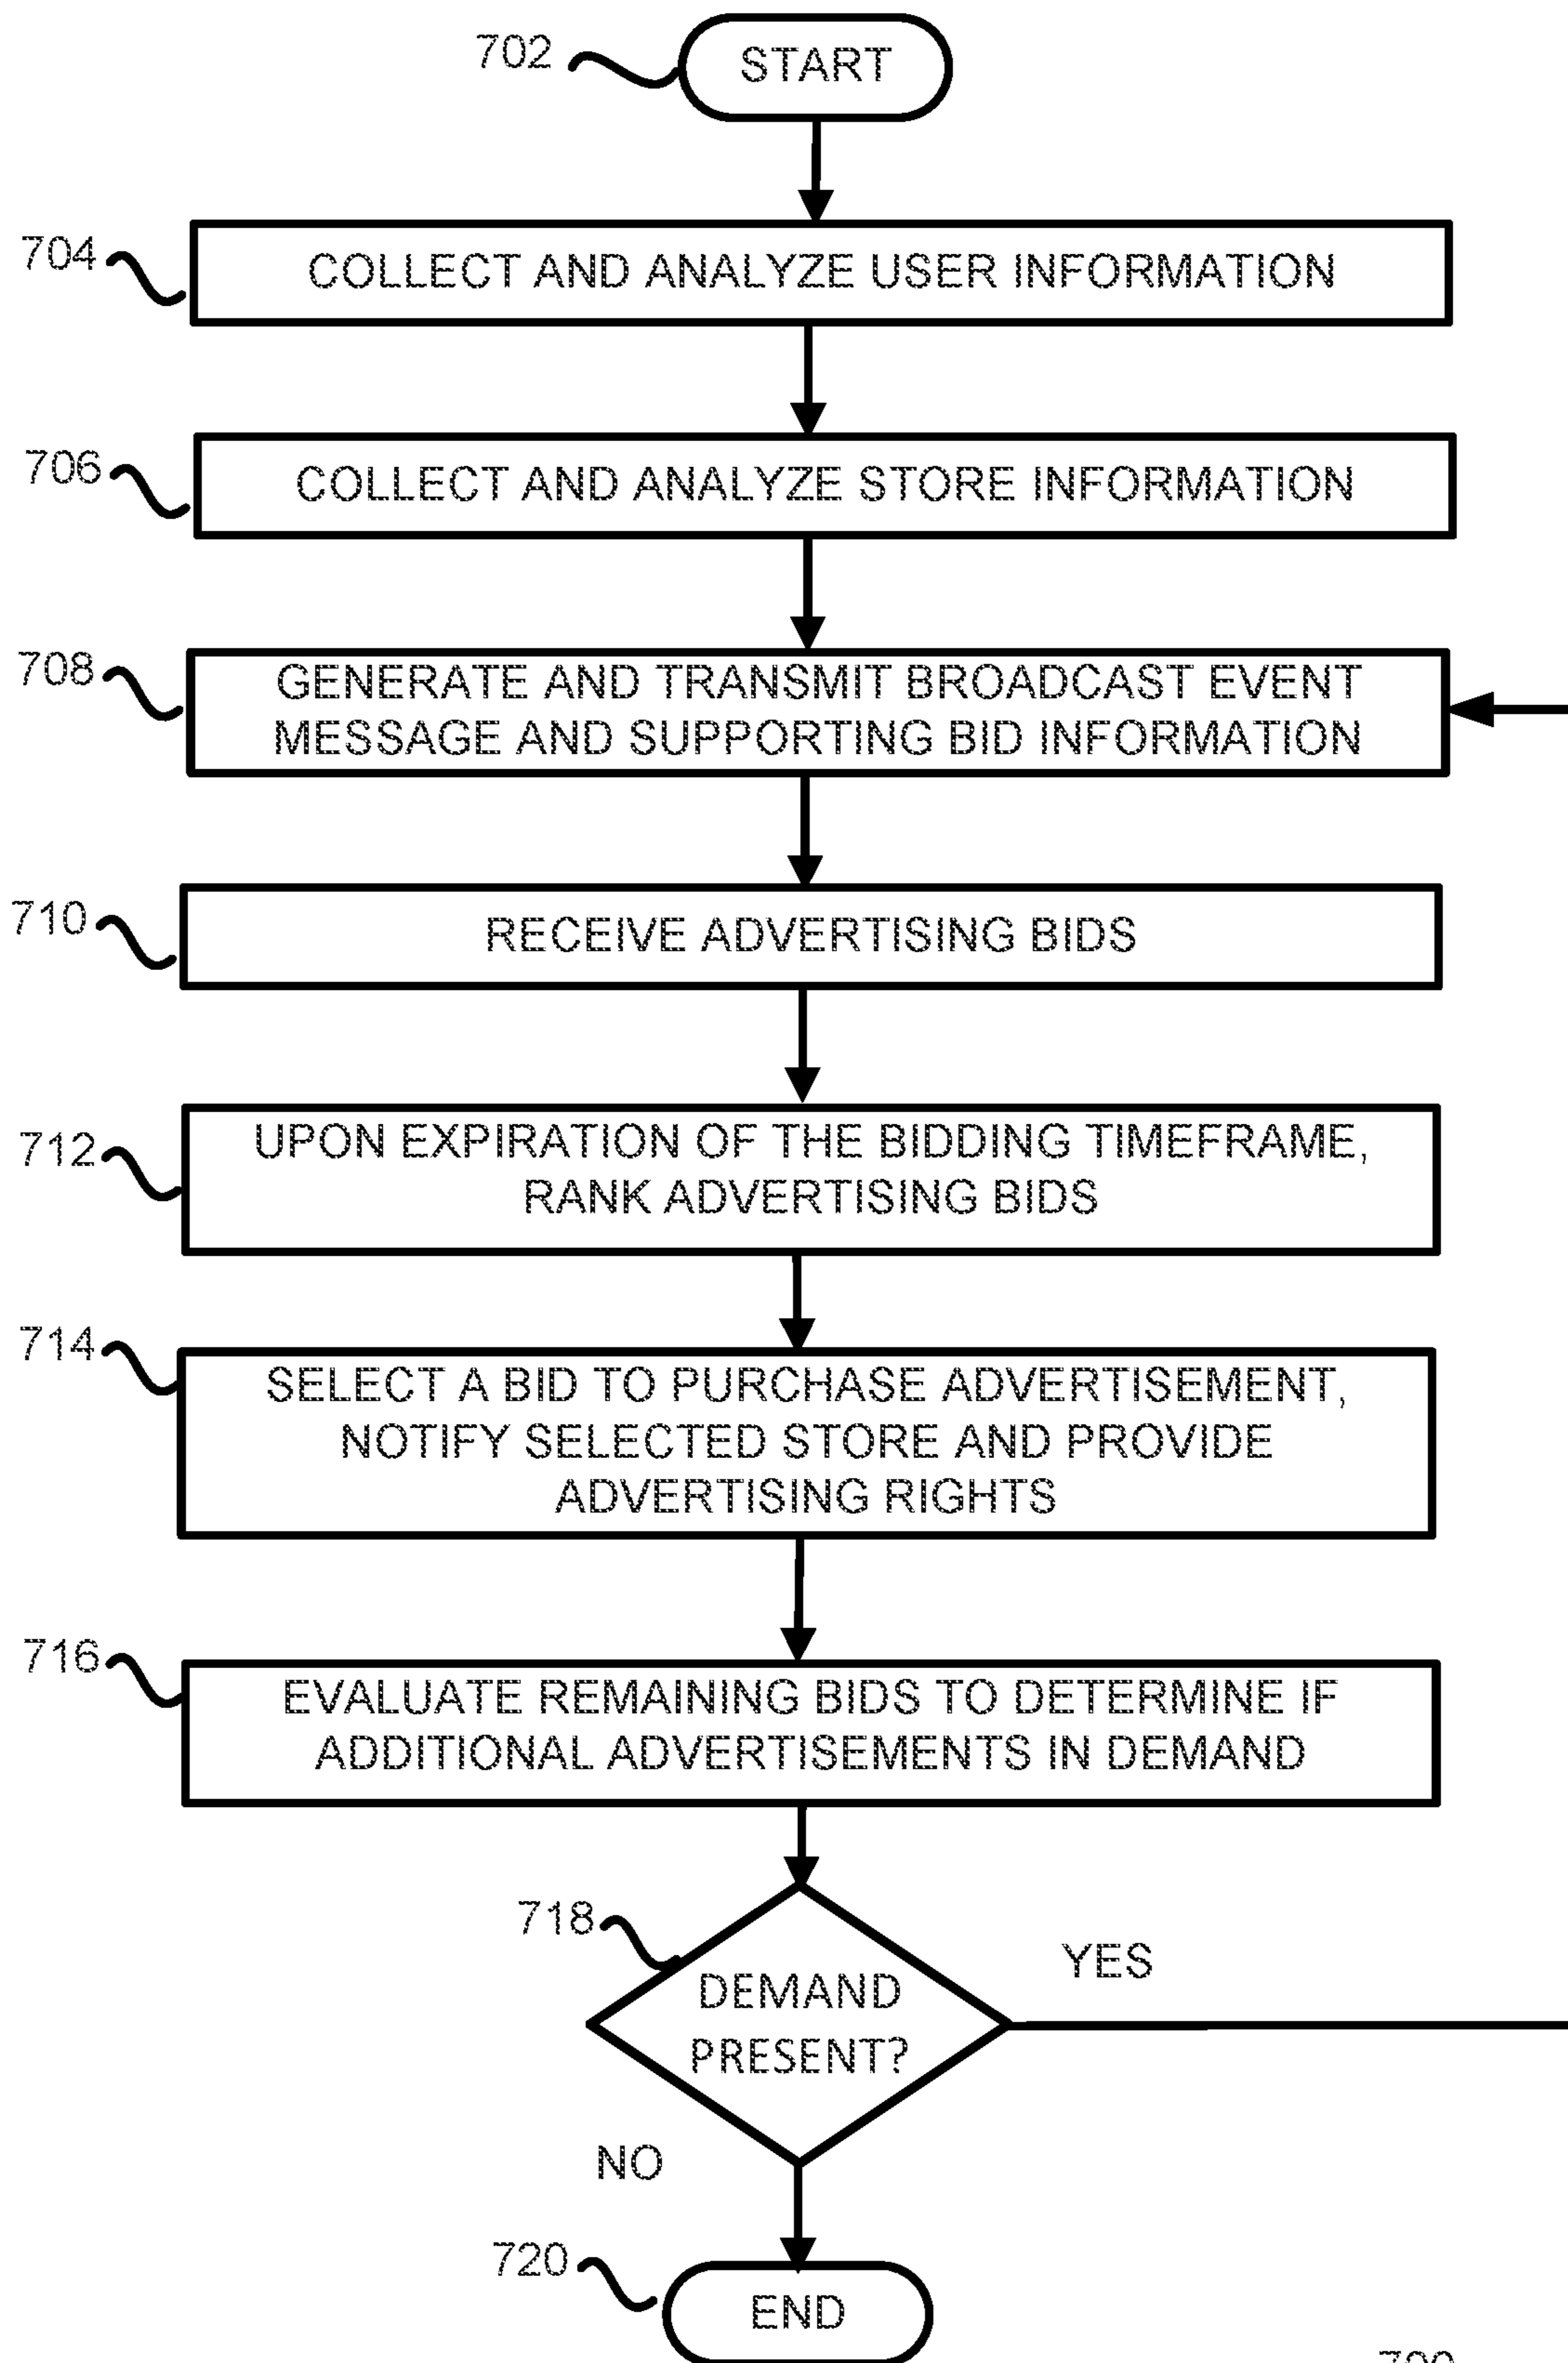 702
START
704
COLLECT AND ANALYZE USER INFORMATION
706
COLLECT AND ANALYZE STORE INFORMATION
708
GENERATE AND TRANSMIT BROADCAST EVENT
MESSAGE AND SUPPORTING BID INFORMATION
710
RECEIVE ADVERTISING BIDS
712
UPON EXPIRATION OF THE BIDDING TIMEFRAME,
RANK ADVERTISING BIDS
714
SELECT A BID TO PURCHASE ADVERTISEMENT,
NOTIFY SELECTED STORE AND PROVIDE
ADVERTISING RIGHTS
716
EVALUATE REMAINING BIDS TO DETERMINE IF
ADDITIONAL ADVERTISEMENTS IN DEMAND
718
DEMAND
PRESENT?
YES
NO
720
END